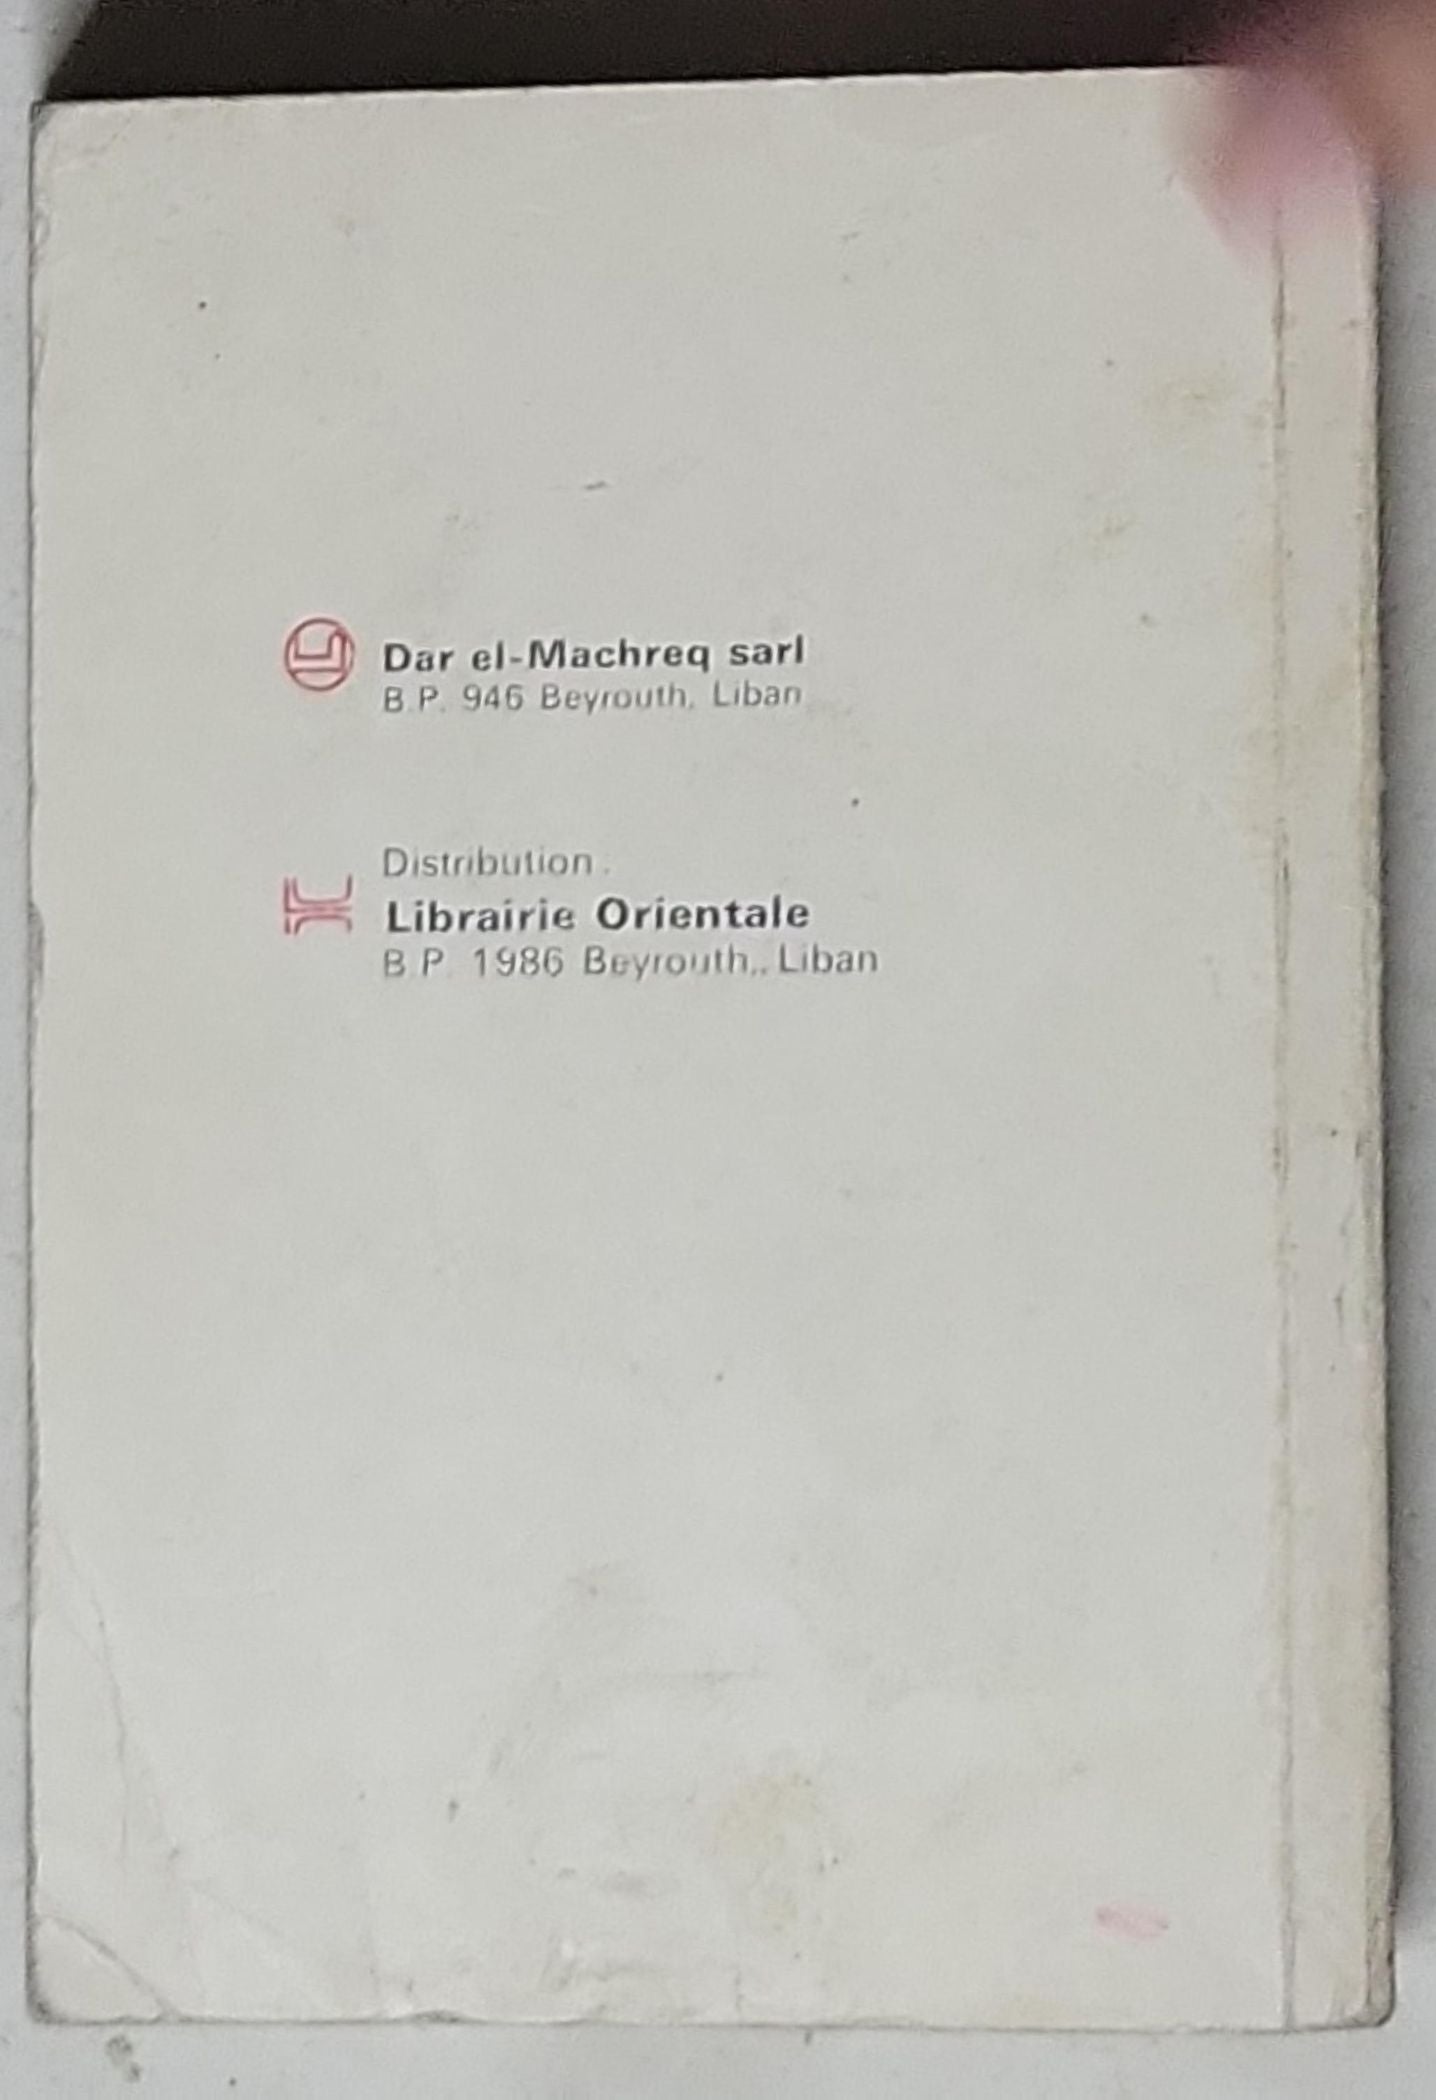 Dar el-Machreq sarl
B.P. 946 Beyrouth, Liban
Distribution :
Librairie Orientale
B.P. 1986 Beyrouth,, Liban